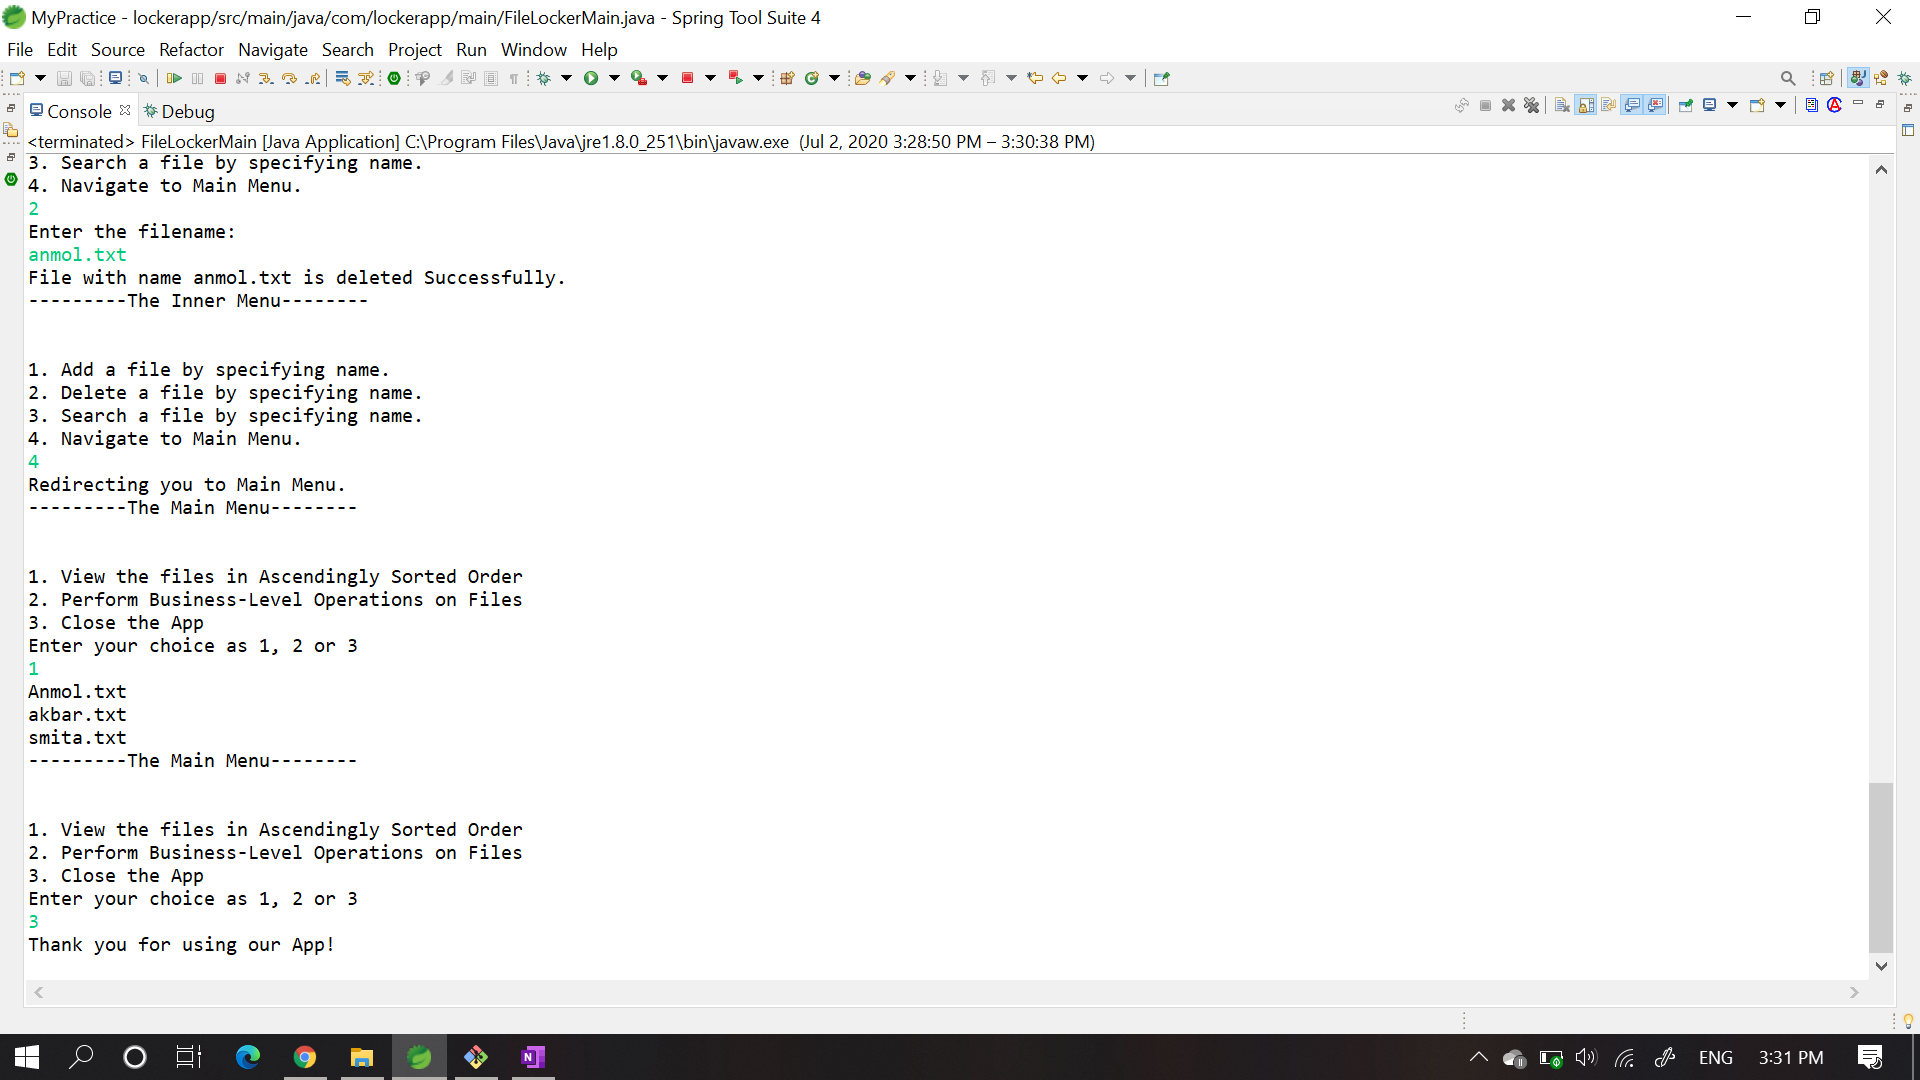 MyPractice - lockerapp/src/main/java/com/lockerapp/main/FileLockerMain.java - Spring Tool Suite 4
File Edit Source Refactor Navigate Search Project Run Window Help
Console Debug
<terminated> FileLockerMain [Java Application] C:\Program Files\Java\jre1.8.0_251\bin\javaw.exe (Jul 2, 2020 3:28:50 PM – 3:30:38 PM)
3. Search a file by specifying name.
4. Navigate to Main Menu.
2
Enter the filename:
anmol.txt
File with name anmol.txt is deleted Successfully.
---------The Inner Menu--------
1. Add a file by specifying name.
2. Delete a file by specifying name.
3. Search a file by specifying name.
4. Navigate to Main Menu.
4
Redirecting you to Main Menu.
---------The Main Menu--------
1. View the files in Ascendingly Sorted Order
2. Perform Business-Level Operations on Files
3. Close the App
Enter your choice as 1, 2 or 3
1
Anmol.txt
akbar.txt
smita.txt
---------The Main Menu--------
1. View the files in Ascendingly Sorted Order
2. Perform Business-Level Operations on Files
3. Close the App
Enter your choice as 1, 2 or 3
3
Thank you for using our App!
ENG 3:31 PM